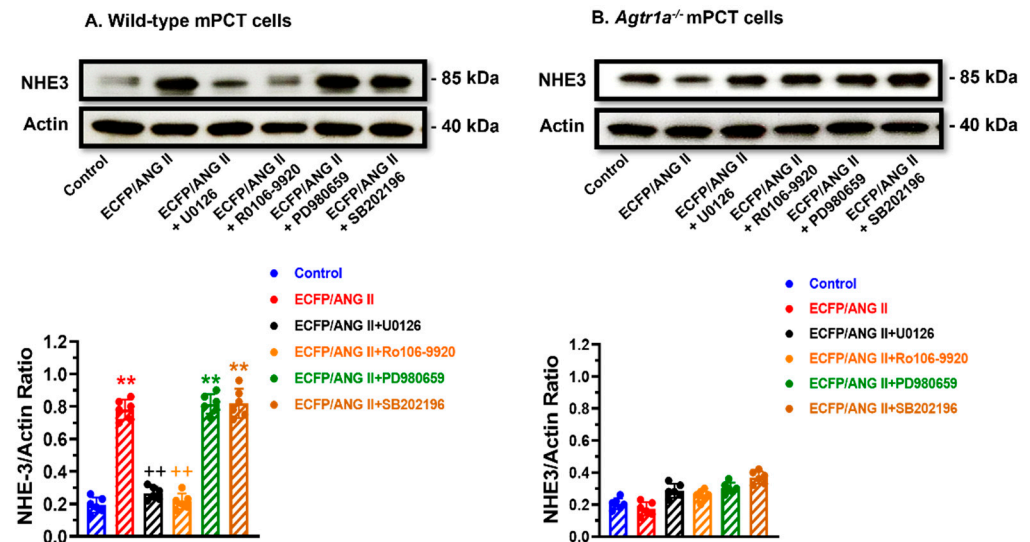 A. Wild-type mPCT cells
NHE3
- 85 kDa
Actin
- 40 kDa
Control
ECFP/ANG II
ECFP/ANG II
+ U0126
ECFP/ANG II
+ R0106-9920
ECFP/ANG II
+ PD980659
ECFP/ANG II
+ SB202196
Control
ECFP/ANG II
ECFP/ANG II+U0126
ECFP/ANG II+Ro106-9920
ECFP/ANG II+PD980659
ECFP/ANG II+SB202196
NHE-3/Actin Ratio
1.2
1.0
0.8
0.6
0.4
0.2
0.0
**
++
++
**
**
B. Agtr1a-/- mPCT cells
NHE3
- 85 kDa
Actin
- 40 kDa
Control
ECFP/ANG II
ECFP/ANG II
+ U0126
ECFP/ANG II
+ R0106-9920
ECFP/ANG II
+ PD980659
ECFP/ANG II
+ SB202196
Control
ECFP/ANG II
ECFP/ANG II+U0126
ECFP/ANG II+Ro106-9920
ECFP/ANG II+PD980659
ECFP/ANG II+SB202196
NHE3/Actin Ratio
1.2
1.0
0.8
0.6
0.4
0.2
0.0